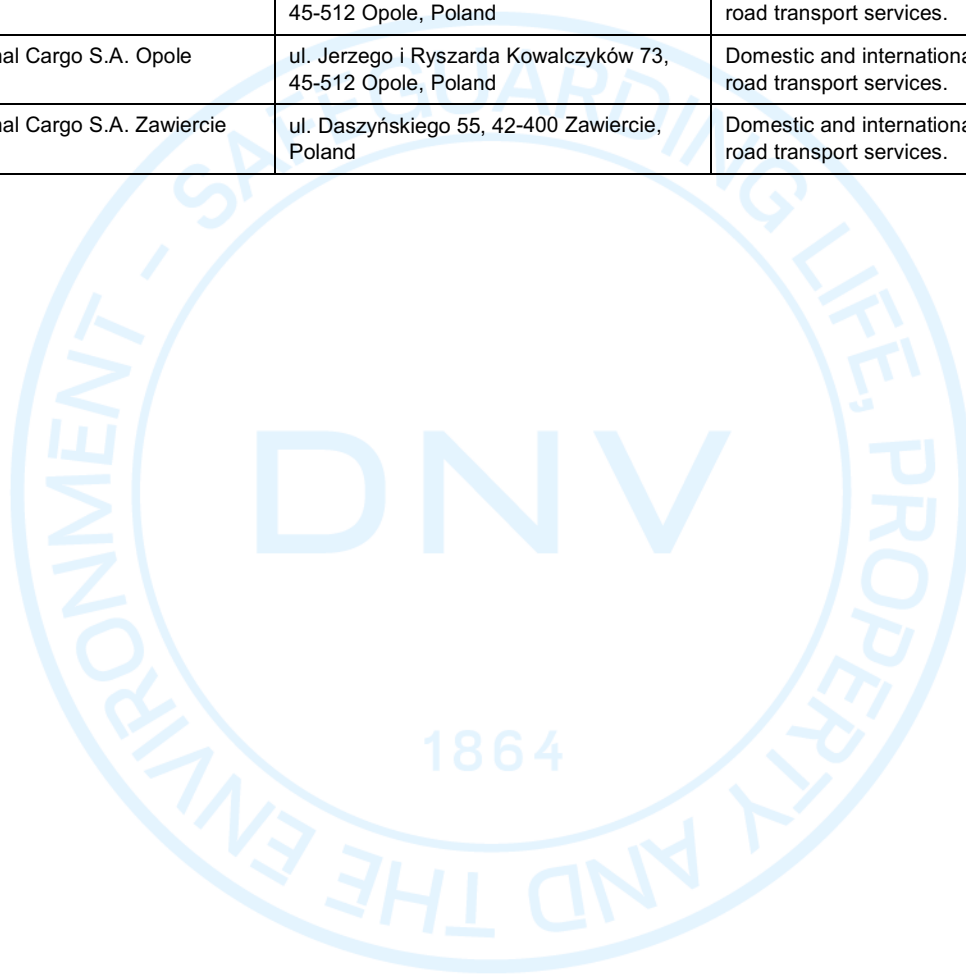 45-512 Opole, Poland
road transport services.
nal Cargo S.A. Opole
ul. Jerzego i Ryszarda Kowalczyków 73,
45-512 Opole, Poland
Domestic and internationa
road transport services.
nal Cargo S.A. Zawiercie
ul. Daszyńskiego 55, 42-400 Zawiercie,
Poland
Domestic and internationa
road transport services.
SAFEGUARDING LIFE, PROPERTY AND THE ENVIRONMENT -
DNV
1864